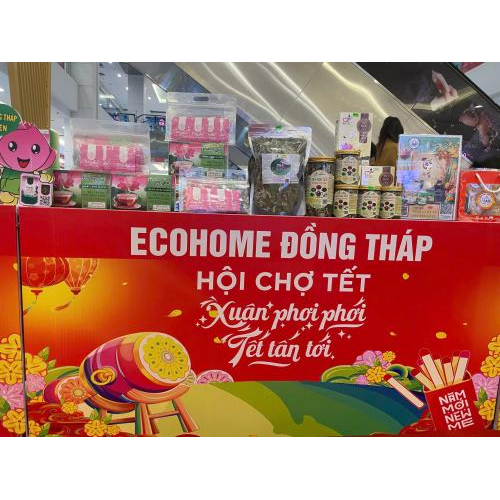 ECOHOME ĐỒNG THÁP
HỘI CHỢ TẾT
Xuân phơi phới
Tết tấn tới
NĂM
MỚI
NEW
ME